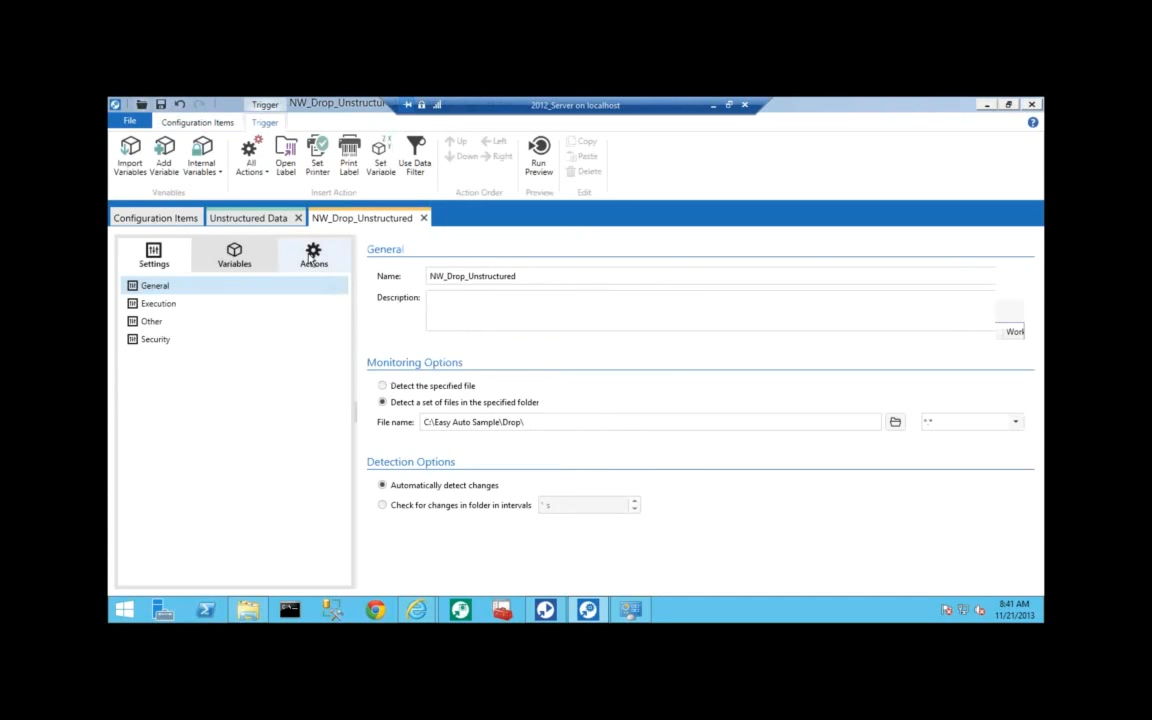 Trigger NW_Drop_Unstructu 2012_Server on localhost
File Configuration Items Trigger
Import Variables
Add Variable
Internal Variables
All Actions
Open Label
Set Printer
Print Label
Set Variable
Use Data Filter
Up Left
Down Right
Run Preview
Copy
Paste
Delete
Variables Insert Action Action Order Preview Edit
Configuration Items Unstructured Data NW_Drop_Unstructured
Settings Variables Actions
General
Execution
Other
Security
General
Name: NW_Drop_Unstructured
Description:
Work
Monitoring Options
Detect the specified file
Detect a set of files in the specified folder
File name: C:\Easy Auto Sample\Drop\ *.*
Detection Options
Automatically detect changes
Check for changes in folder in intervals
8:41 AM
11/21/2013